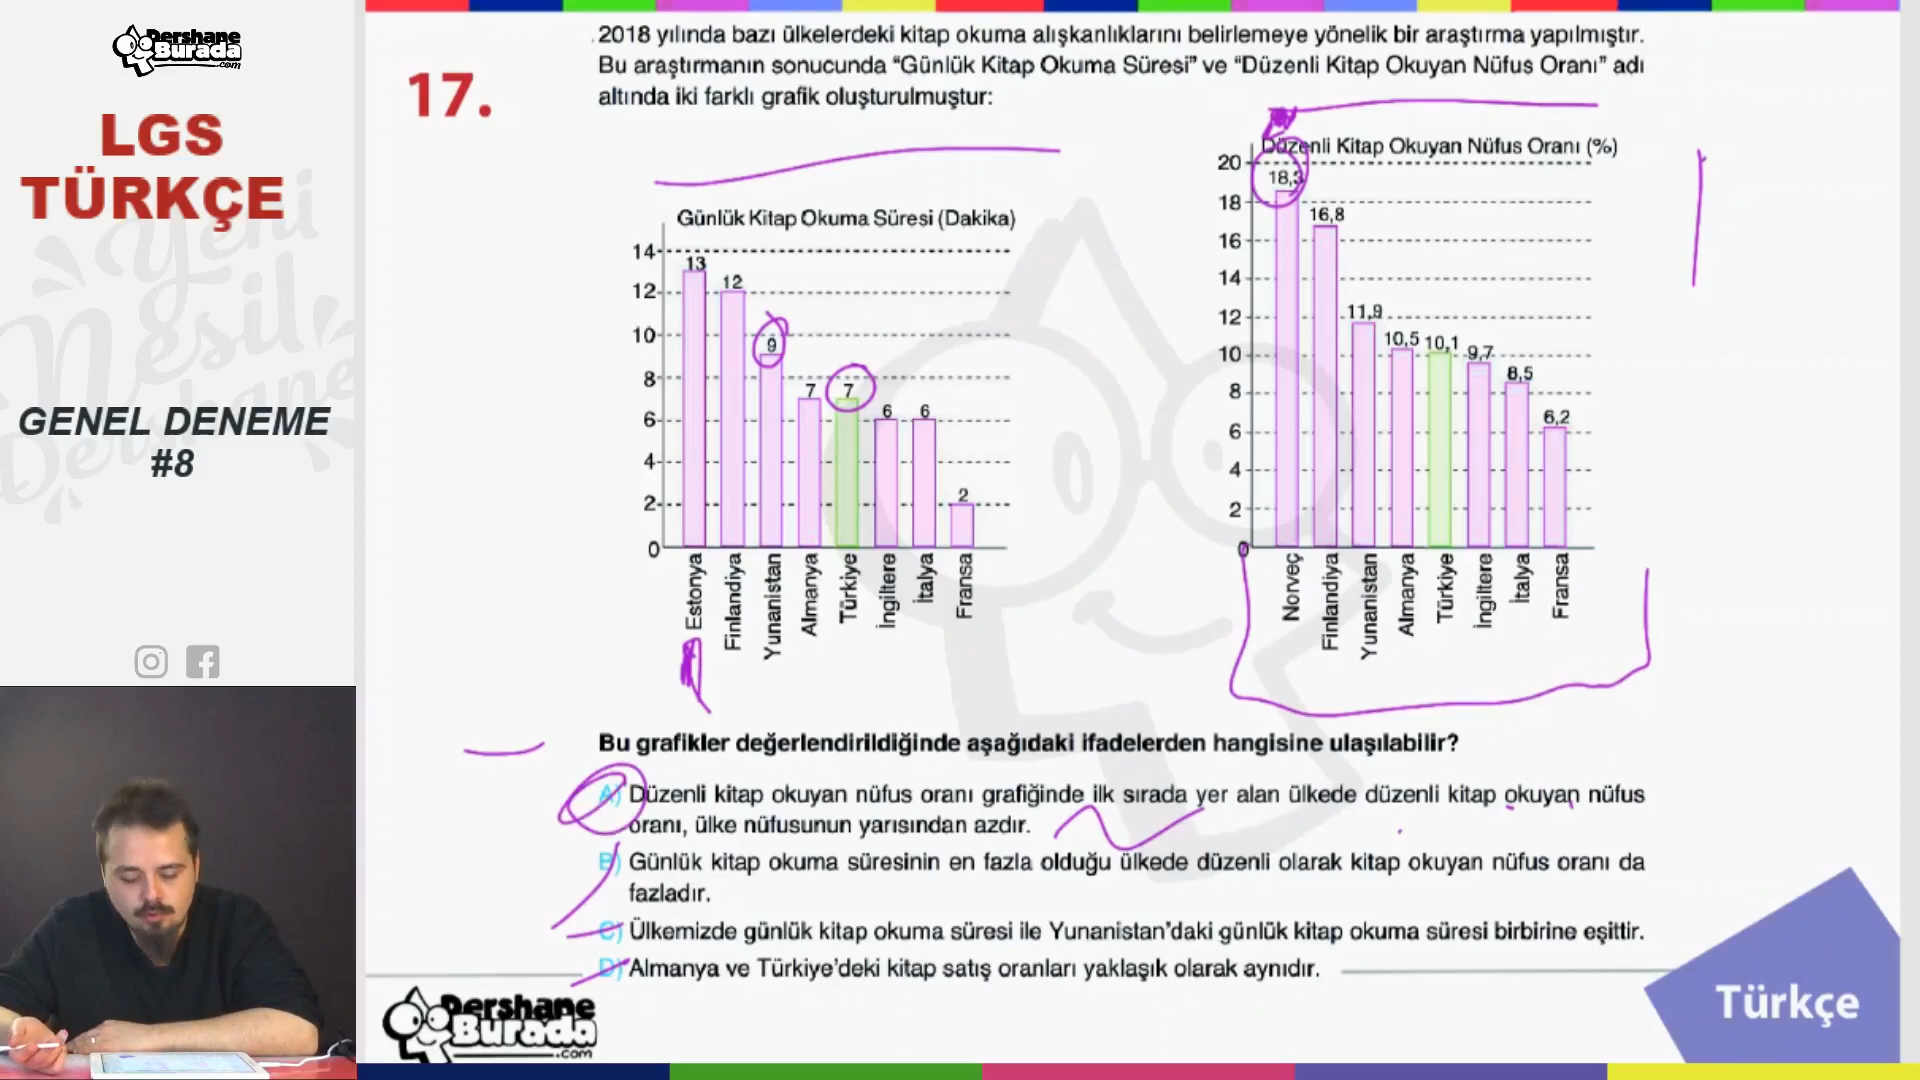 Dershane
Burada
.com
LGS
TÜRKÇE
Yeni
Nesil
Dershane
GENEL DENEME
#8
17.
2018 yılında bazı ülkelerdeki kitap okuma alışkanlıklarını belirlemeye yönelik bir araştırma yapılmıştır.
Bu araştırmanın sonucunda “Günlük Kitap Okuma Süresi” ve “Düzenli Kitap Okuyan Nüfus Oranı” adı
altında iki farklı grafik oluşturulmuştur:
Günlük Kitap Okuma Süresi (Dakika)
14
12
10
8
6
4
2
0
13
12
9
7
7
6
6
2
Estonya
Finlandiya
Yunanistan
Almanya
Türkiye
İngiltere
İtalya
Fransa
Düzenli Kitap Okuyan Nüfus Oranı (%)
20
18
16
14
12
10
8
6
4
2
0
18,3
16,8
11,9
10,5
10,1
9,7
8,5
6,2
Norveç
Finlandiya
Yunanistan
Almanya
Türkiye
İngiltere
İtalya
Fransa
Bu grafikler değerlendirildiğinde aşağıdaki ifadelerden hangisine ulaşılabilir?
A) Düzenli kitap okuyan nüfus oranı grafiğinde ilk sırada yer alan ülkede düzenli kitap okuyan nüfus
oranı, ülke nüfusunun yarısından azdır.
B) Günlük kitap okuma süresinin en fazla olduğu ülkede düzenli olarak kitap okuyan nüfus oranı da
fazladır.
C) Ülkemizde günlük kitap okuma süresi ile Yunanistan’daki günlük kitap okuma süresi birbirine eşittir.
D) Almanya ve Türkiye’deki kitap satış oranları yaklaşık olarak aynıdır.
Dershane
Burada
.com
Türkçe